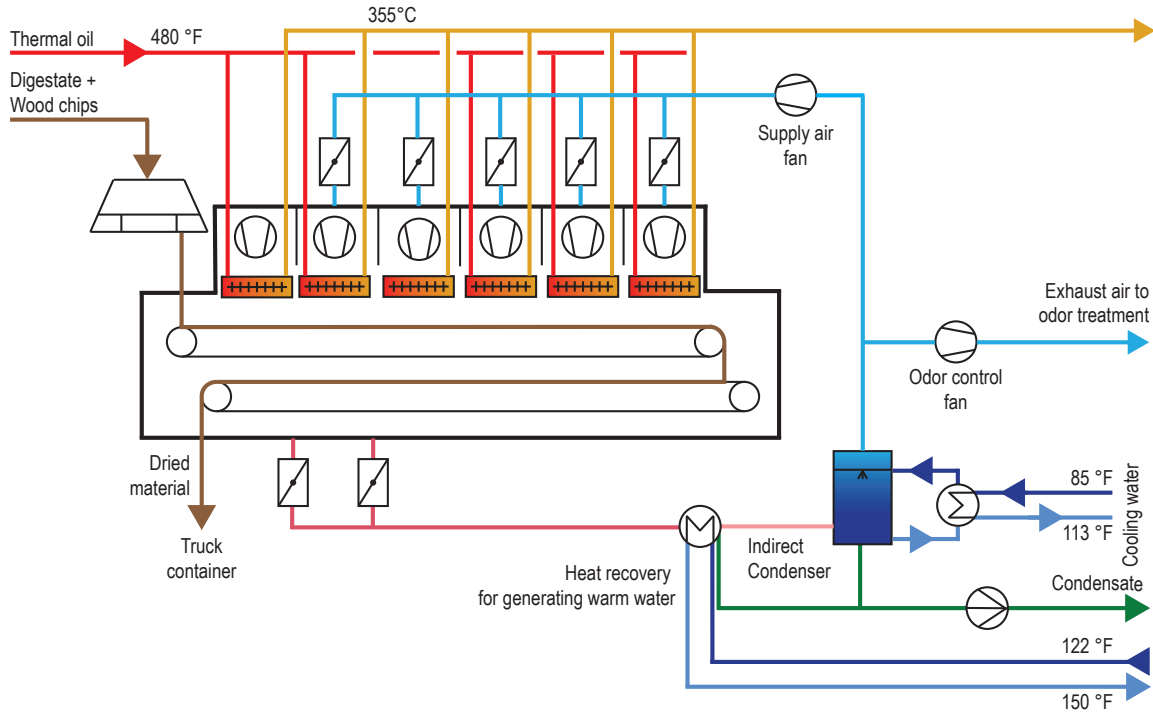 355°C
Thermal oil
480 °F
Digestate +
Wood chips
Supply air
fan
Exhaust air to
odor treatment
Odor control
fan
Dried
material
Truck
container
85 °F
113 °F
Cooling water
Indirect
Condenser
Heat recovery
for generating warm water
Condensate
122 °F
150 °F